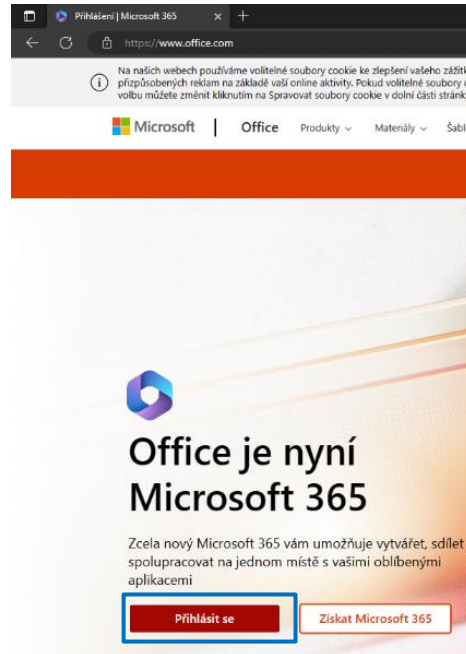 Přihlášení | Microsoft 365
https://www.office.com
Na našich webech používáme volitelné soubory cookie ke zlepšení vašeho zážitk
přizpůsobených reklam na základě vaší online aktivity. Pokud volitelné soubory
volbu můžete změnit kliknutím na Spravovat soubory cookie v dolní části stránky
Microsoft Office Produkty Materiály Šabl
Office je nyní
Microsoft 365
Zcela nový Microsoft 365 vám umožňuje vytvářet, sdílet
spolupracovat na jednom místě s vašimi oblíbenými
aplikacemi
Přihlásit se Získat Microsoft 365